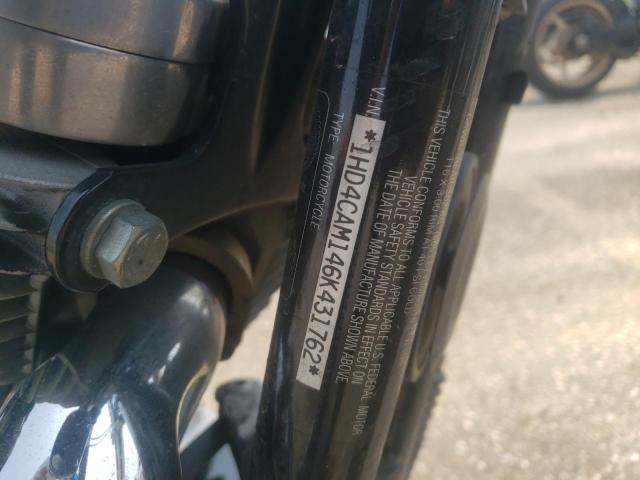 THIS VEHICLE CONFORMS TO ALL APPLICABLE U.S. FEDERAL MOTOR
VEHICLE SAFETY STANDARDS IN EFFECT ON
THE DATE OF MANUFACTURE SHOWN ABOVE
V.I.N. *1HD4CAM146K431762*
TYPE MOTORCYCLE